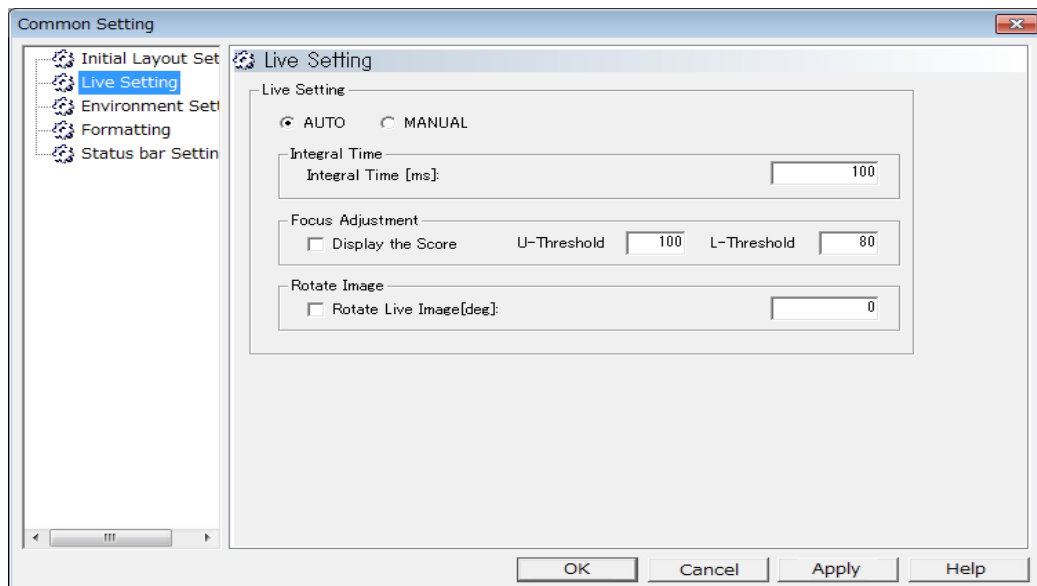 Common Setting
Initial Layout Set
Live Setting
Environment Sett
Formatting
Status bar Settin
Live Setting
Live Setting
AUTO MANUAL
Integral Time
Integral Time [ms]: 100
Focus Adjustment
Display the Score U-Threshold 100 L-Threshold 80
Rotate Image
Rotate Live Image[deg]: 0
OK Cancel Apply Help